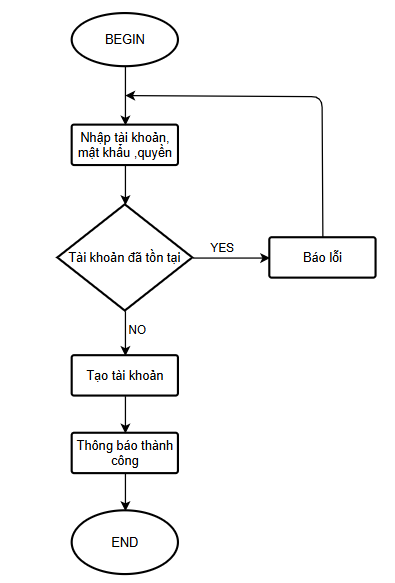 BEGIN
Nhập tài khoản,
mật khẩu ,quyền
Tài khoản đã tồn tại
YES
Báo lỗi
NO
Tạo tài khoản
Thông báo thành
công
END